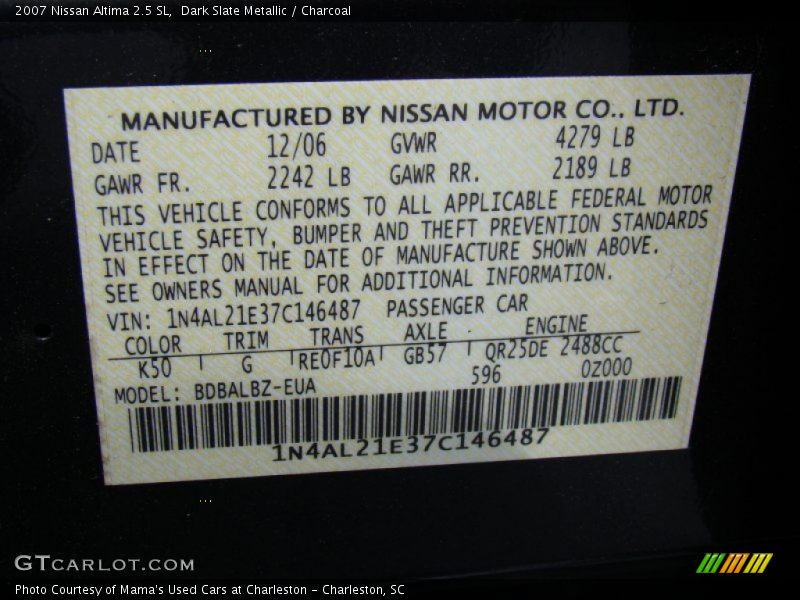 2007 Nissan Altima 2.5 SL,  Dark Slate Metallic / Charcoal
MANUFACTURED BY NISSAN MOTOR CO., LTD.
DATE 12/06 GVWR 4279 LB
GAWR FR. 2242 LB GAWR RR. 2189 LB
THIS VEHICLE CONFORMS TO ALL APPLICABLE FEDERAL MOTOR
VEHICLE SAFETY, BUMPER AND THEFT PREVENTION STANDARDS
IN EFFECT ON THE DATE OF MANUFACTURE SHOWN ABOVE.
SEE OWNERS MANUAL FOR ADDITIONAL INFORMATION.
VIN: 1N4AL21E37C146487 PASSENGER CAR
COLOR TRIM TRANS AXLE ENGINE
K50 G RE0F10A GB57 QR25DE 2488CC
596 0Z000
MODEL: BDBALBZ-EUA
1N4AL21E37C146487
GTCARLOT.COM
Photo Courtesy of Mama's Used Cars at Charleston - Charleston, SC